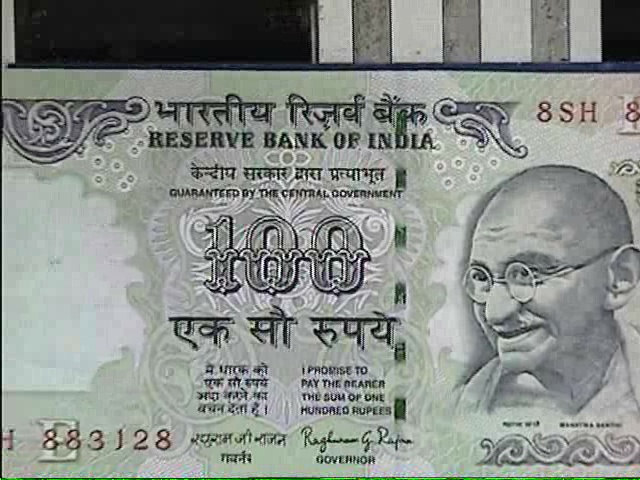 भारतीय रिज़र्व बैंक
8SH 8
RESERVE BANK OF INDIA
केन्दीय सरकार द्वारा प्रत्याभूत
GUARANTEED BY THE CENTRAL GOVERNMENT
100
एक सौ रुपये
मैं धारक को
एक सौ रुपये
अदा करने का
वचन देता है।
I PROMISE TO
PAY THE BEARER
THE SUM OF ONE
HUNDRED RUPEES
महात्मा गांधी
MAHATMA GANDHI
H 883128
E
रघुराम जी राजन
Raghuram G. Rajan
गवर्नर
GOVERNOR